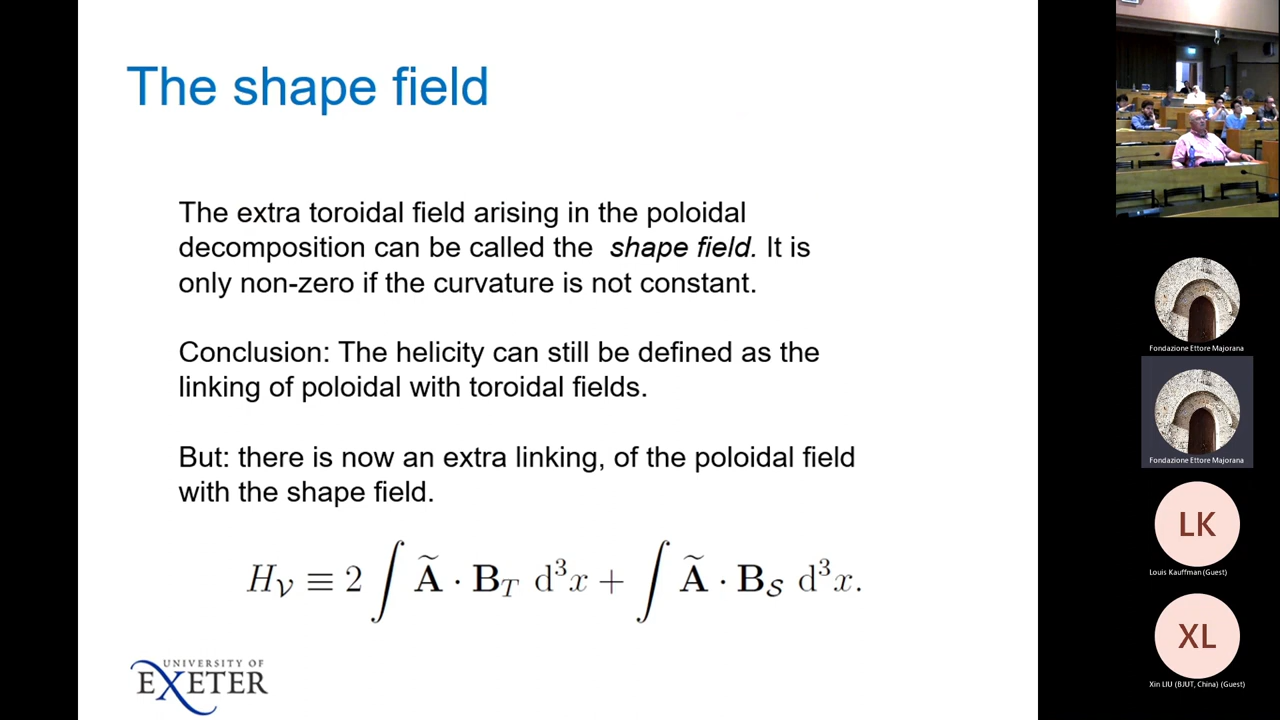 The shape field
The extra toroidal field arising in the poloidal
decomposition can be called the shape field. It is
only non-zero if the curvature is not constant.
Conclusion: The helicity can still be defined as the
linking of poloidal with toroidal fields.
But: there is now an extra linking, of the poloidal field
with the shape field.
H_𝒱 ≡ 2 ∫ Ã · B_T d³x + ∫ Ã · B_𝒮 d³x.
UNIVERSITY OF
EXETER
Fondazione Ettore Majorana
Fondazione Ettore Majorana
LK
Louis Kauffman (Guest)
XL
Xin LIU (BJUT, China) (Guest)